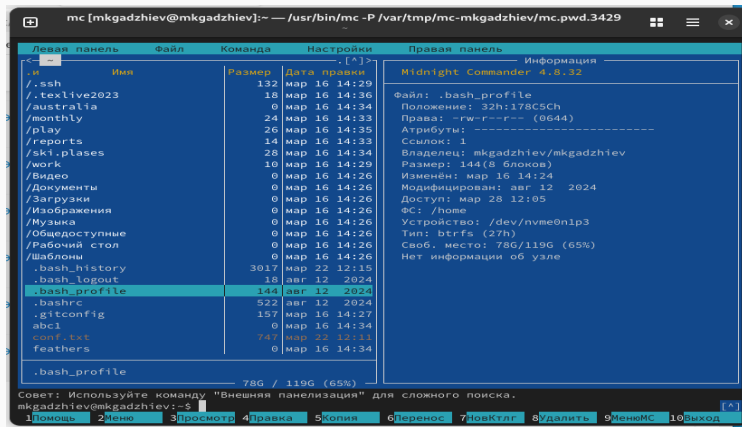 mc [mkgadzhiev@mkgadzhiev]:~ — /usr/bin/mc -P /var/tmp/mc-mkgadzhiev/mc.pwd.3429
Левая панель Файл Команда Настройки Правая панель
<— ~ .[^]>
.и Имя Размер Дата правки
/.ssh 132 мар 16 14:29
/.texlive2023 18 мар 16 14:36
/australia 0 мар 16 14:34
/monthly 24 мар 16 14:33
/play 26 мар 16 14:35
/reports 14 мар 16 14:33
/ski.plases 28 мар 16 14:34
/work 10 мар 16 14:29
/Видео 0 мар 16 14:26
/Документы 0 мар 16 14:26
/Загрузки 0 мар 16 14:26
/Изображения 0 мар 16 14:26
/Музыка 0 мар 16 14:26
/Общедоступные 0 мар 16 14:26
/Рабочий стол 0 мар 16 14:26
/Шаблоны 0 мар 16 14:26
.bash_history 3017 мар 22 12:15
.bash_logout 18 авг 12 2024
.bash_profile 144 авг 12 2024
.bashrc 522 авг 12 2024
.gitconfig 157 мар 16 14:27
abc1 0 мар 16 14:34
conf.txt 747 мар 22 12:11
feathers 0 мар 16 14:34
.bash_profile
78G / 119G (65%)
Информация
Midnight Commander 4.8.32
Файл: .bash_profile
Положение: 32h:178C5Ch
Права: -rw-r--r-- (0644)
Атрибуты: -------------------------
Ссылок: 1
Владелец: mkgadzhiev/mkgadzhiev
Размер: 144(8 блоков)
Изменён: мар 16 14:24
Модифицирован: авг 12 2024
Доступ: мар 28 12:05
ФС: /home
Устройство: /dev/nvme0n1p3
Тип: btrfs (27h)
Своб. место: 78G/119G (65%)
Нет информации об узле
Совет: Используйте команду "Внешняя панелизация" для сложного поиска.
mkgadzhiev@mkgadzhiev:~$ [^]
1Помощь 2Меню 3Просмотр 4Правка 5Копия 6Перенос 7НовКтлг 8Удалить 9МенюMC 10Выход